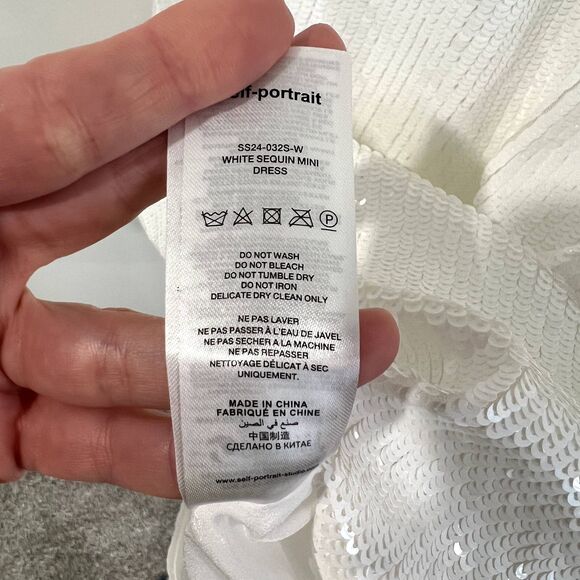 self-portrait
SS24-032S-W
WHITE SEQUIN MINI
DRESS
P
DO NOT WASH
DO NOT BLEACH
DO NOT TUMBLE DRY
DO NOT IRON
DELICATE DRY CLEAN ONLY
NE PAS LAVER
NE PAS PASSER À L'EAU DE JAVEL
NE PAS SECHER A LA MACHINE
NE PAS REPASSER
NETTOYAGE DÉLICAT À SEC
UNIQUEMENT.
MADE IN CHINA
FABRIQUÉ EN CHINE
صنع في الصين
中国制造
СДЕЛАНО В КИТАЕ
www.self-portrait-studio.